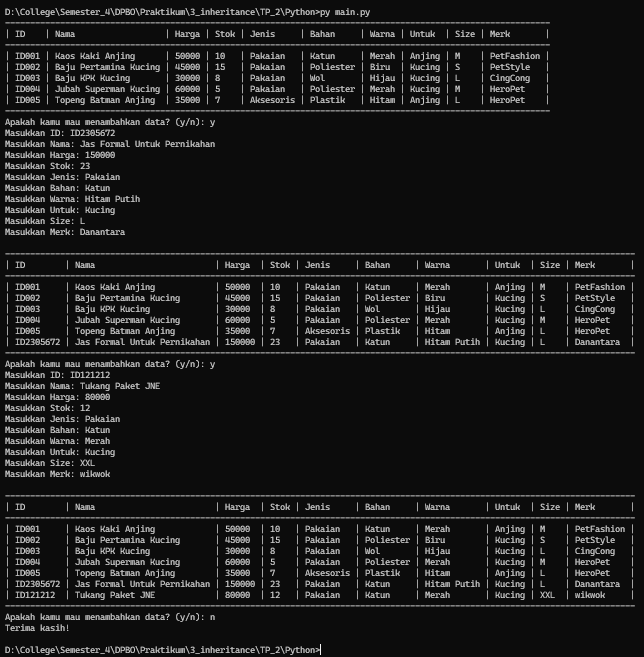 D:\College\Semester_4\DPBO\Praktikum\3_inheritance\TP_2\Python>py main.py
| ID    | Nama                  | Harga | Stok | Jenis     | Bahan     | Warna | Untuk  | Size | Merk       |
| ID001 | Kaos Kaki Anjing      | 50000 | 10   | Pakaian   | Katun     | Merah | Anjing | M    | PetFashion |
| ID002 | Baju Pertamina Kucing | 45000 | 15   | Pakaian   | Poliester | Biru  | Kucing | S    | PetStyle   |
| ID003 | Baju KPK Kucing       | 30000 | 8    | Pakaian   | Wol       | Hijau | Kucing | L    | CingCong   |
| ID004 | Jubah Superman Kucing | 60000 | 5    | Pakaian   | Poliester | Merah | Kucing | M    | HeroPet    |
| ID005 | Topeng Batman Anjing  | 35000 | 7    | Aksesoris | Plastik   | Hitam | Anjing | L    | HeroPet    |
Apakah kamu mau menambahkan data? (y/n): y
Masukkan ID: ID2305672
Masukkan Nama: Jas Formal Untuk Pernikahan
Masukkan Harga: 150000
Masukkan Stok: 23
Masukkan Jenis: Pakaian
Masukkan Bahan: Katun
Masukkan Warna: Hitam Putih
Masukkan Untuk: Kucing
Masukkan Size: L
Masukkan Merk: Danantara
| ID        | Nama                        | Harga  | Stok | Jenis     | Bahan     | Warna       | Untuk  | Size | Merk       |
| ID001     | Kaos Kaki Anjing            | 50000  | 10   | Pakaian   | Katun     | Merah       | Anjing | M    | PetFashion |
| ID002     | Baju Pertamina Kucing       | 45000  | 15   | Pakaian   | Poliester | Biru        | Kucing | S    | PetStyle   |
| ID003     | Baju KPK Kucing             | 30000  | 8    | Pakaian   | Wol       | Hijau       | Kucing | L    | CingCong   |
| ID004     | Jubah Superman Kucing       | 60000  | 5    | Pakaian   | Poliester | Merah       | Kucing | M    | HeroPet    |
| ID005     | Topeng Batman Anjing        | 35000  | 7    | Aksesoris | Plastik   | Hitam       | Anjing | L    | HeroPet    |
| ID2305672 | Jas Formal Untuk Pernikahan | 150000 | 23   | Pakaian   | Katun     | Hitam Putih | Kucing | L    | Danantara  |
Apakah kamu mau menambahkan data? (y/n): y
Masukkan ID: ID121212
Masukkan Nama: Tukang Paket JNE
Masukkan Harga: 80000
Masukkan Stok: 12
Masukkan Jenis: Pakaian
Masukkan Bahan: Katun
Masukkan Warna: Merah
Masukkan Untuk: Kucing
Masukkan Size: XXL
Masukkan Merk: wikwok
| ID        | Nama                        | Harga  | Stok | Jenis     | Bahan     | Warna       | Untuk  | Size | Merk       |
| ID001     | Kaos Kaki Anjing            | 50000  | 10   | Pakaian   | Katun     | Merah       | Anjing | M    | PetFashion |
| ID002     | Baju Pertamina Kucing       | 45000  | 15   | Pakaian   | Poliester | Biru        | Kucing | S    | PetStyle   |
| ID003     | Baju KPK Kucing             | 30000  | 8    | Pakaian   | Wol       | Hijau       | Kucing | L    | CingCong   |
| ID004     | Jubah Superman Kucing       | 60000  | 5    | Pakaian   | Poliester | Merah       | Kucing | M    | HeroPet    |
| ID005     | Topeng Batman Anjing        | 35000  | 7    | Aksesoris | Plastik   | Hitam       | Anjing | L    | HeroPet    |
| ID2305672 | Jas Formal Untuk Pernikahan | 150000 | 23   | Pakaian   | Katun     | Hitam Putih | Kucing | L    | Danantara  |
| ID121212  | Tukang Paket JNE            | 80000  | 12   | Pakaian   | Katun     | Merah       | Kucing | XXL  | wikwok     |
Apakah kamu mau menambahkan data? (y/n): n
Terima kasih!
D:\College\Semester_4\DPBO\Praktikum\3_inheritance\TP_2\Python>